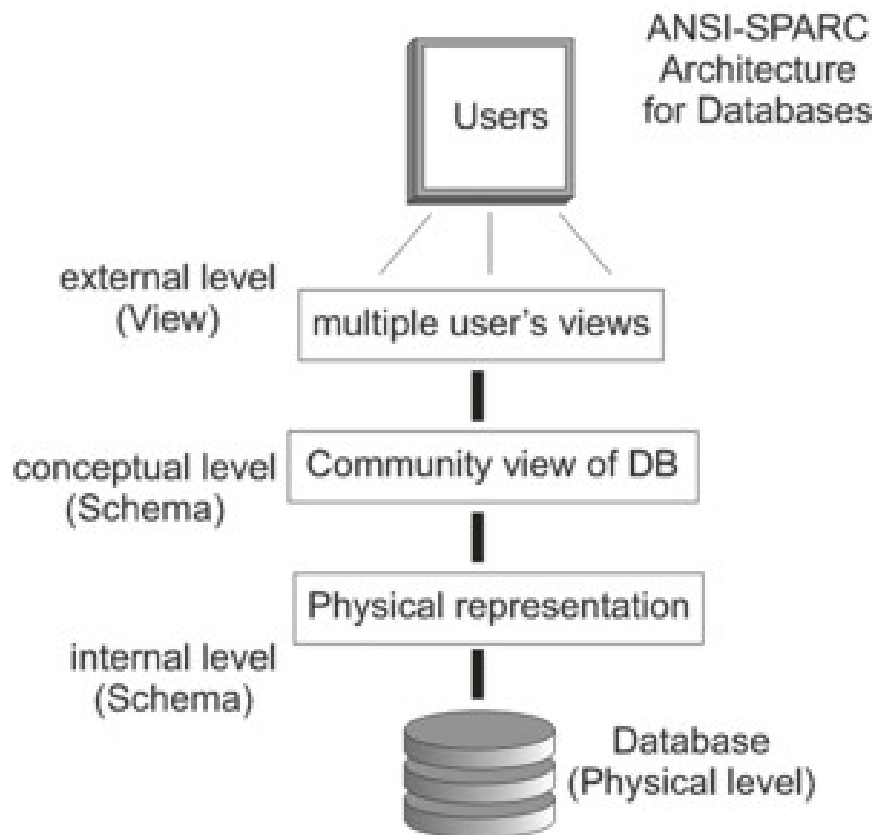 ANSI-SPARC
Architecture
for Databases
Users
external level
(View)
multiple user's views
conceptual level
(Schema)
Community view of DB
Physical representation
internal level
(Schema)
Database
(Physical level)